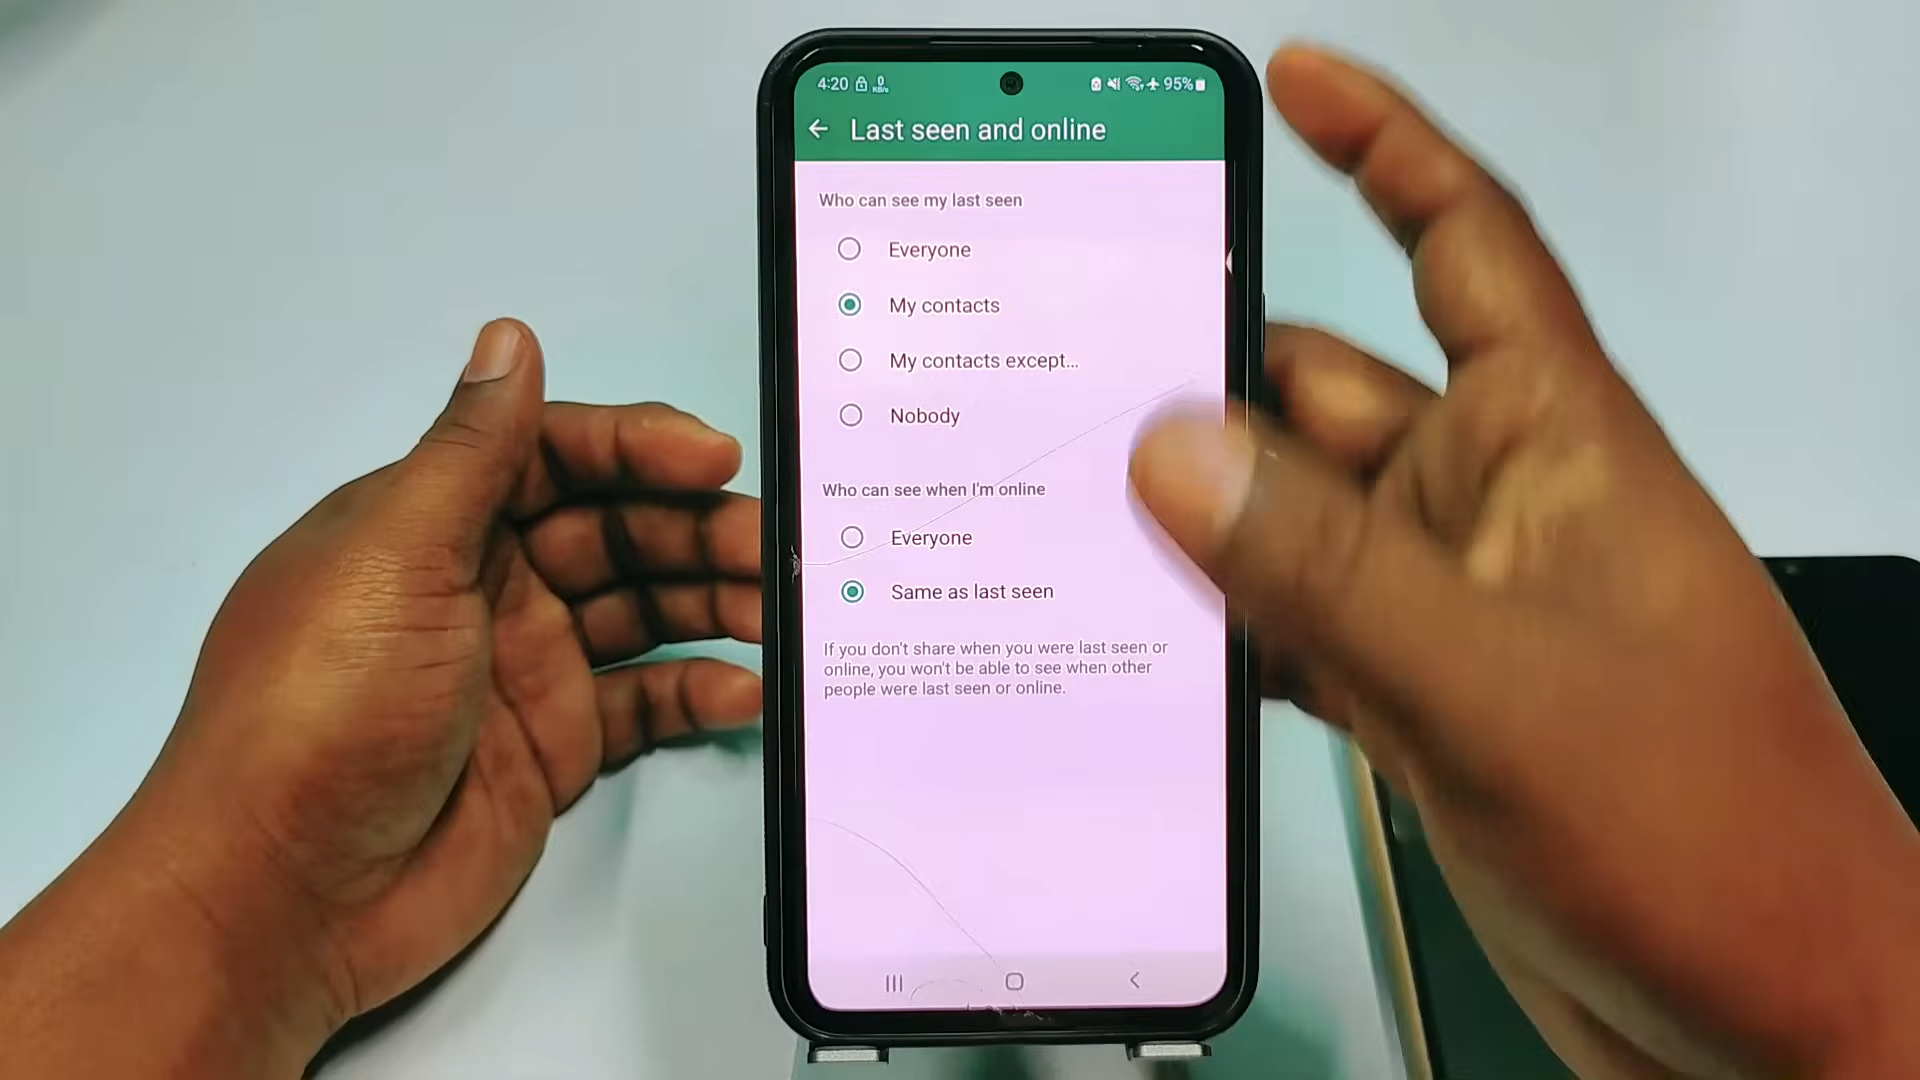 4:20 0 KB/s 95%
Last seen and online
Who can see my last seen
Everyone
My contacts
My contacts except...
Nobody
Who can see when I'm online
Everyone
Same as last seen
If you don't share when you were last seen or
online, you won't be able to see when other
people were last seen or online.